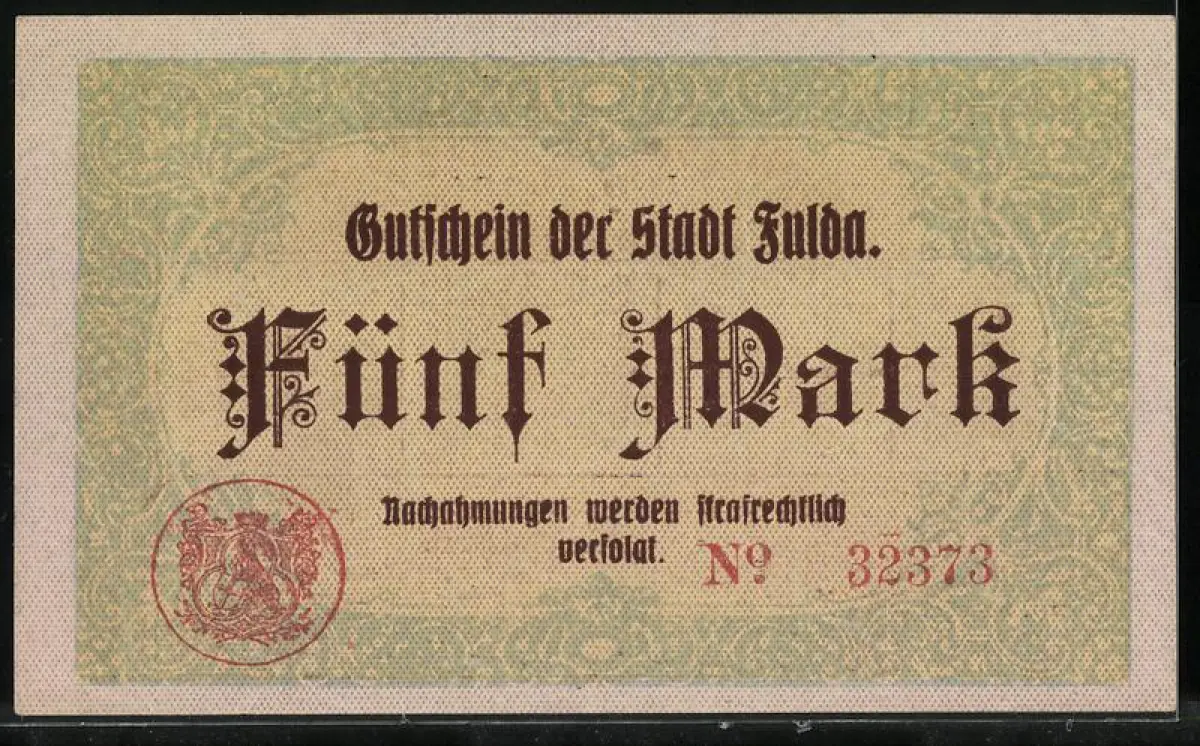 Gutschein der Stadt Fulda.
Fünf Mark
Nachahmungen werden strafrechtlich
verfolgt.
Nº 32373